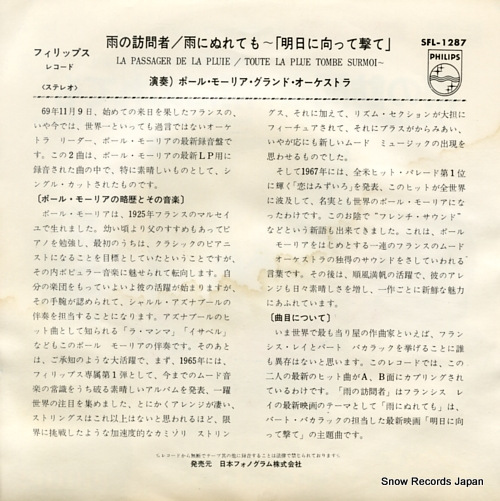 フィリップス
レコード
〈ステレオ〉
雨の訪問者／雨にぬれても〜「明日に向って撃て」
LA PASSAGER DE LA PLUIE / TOUTE LA PLUE TOMBE SURMOI〜
演奏）ポール・モーリア・グランド・オーケストラ
SFL-1287
PHILIPS
69年11月9日、始めての来日を果したフランスの、
いや今では、世界一といっても過言ではないオーケ
トラ リーダー、ポール・モーリアの最新録音盤で
す。この2曲は、ポール・モーリアの最新LP用に
録音された曲の中で、特に素晴しいものとして、シ
ングル・カットされたものです。
〔ポール・モーリアの略歴とその音楽〕
ポール・モーリアは、1925年フランスのマルセイ
ユで生れました。幼い頃より父のすすめもあってピ
アノを勉強し、最初のうちは、クラシックのピアニ
ストになることを目標としていたということですが、
その内ポピュラー音楽に魅せられて転向します。自
分の楽団をもっていよいよ彼の活躍が始まりますが、
その手腕が認められて、シャルル・アズナブールの
伴奏を担当することになります。アズナブールのヒ
ット曲として知られる「ラ・マンマ」「イサベル」
などもこのポール モーリアの伴奏です。そのあと
は、ご承知のような大活躍で、まず、1965年には、
フィリップス専属第1弾として、今までのムード音
楽の常識をうち破る素晴しいアルバムを発表、一躍
世界の注目を集めました、とにかくアレンジが凄い、
ストリングスはこれ以上はないと思われるほど、限
界に挑戦したような加速度的なカミソリ ストリン
グス、それに加えて、リズム・セクションが大胆に
フィーチュアされて、それにブラスがからみあい、
いやが応にも新しいムード ミュージックの出現を
思わせるものでした。
そして1967年には、全米ヒット・パレード第1位
に輝く「恋はみずいろ」を発表、このヒットが全世界
に波及して、名実とも世界のポール・モーリアにな
ったわけです。このお陰で "フレンチ・サウンド"
などという新語も出来てきました。これは、ポール
モーリアをはじめとする一連のフランスのムード
オーケストラの独得のサウンドをさしていわれる
言葉です。その後は、順風満帆の活躍で、彼のアレ
ンジも日々素晴しさを増し、一作ごとに新鮮な魅力
にあふれています。
〔曲目について〕
いま世界で最も当り屋の作曲家といえば、フラン
シス・レイとバート バカラックを挙げることに誰
も異存はないと思います。このレコードでは、この
二人の最新のヒット曲がA、B面にカプリングされ
ているわけです。「雨の訪問者」はフランシス レ
イの最新映画のテーマとして「雨にぬれても」は、
バート・バカラックの担当した最新映画「明日に向
って撃て」の主題曲です。
＜レコードから無断でテープ其の他に録音することは法律で禁じられております＞
発売元 日本フォノグラム株式会社
Snow Records Japan